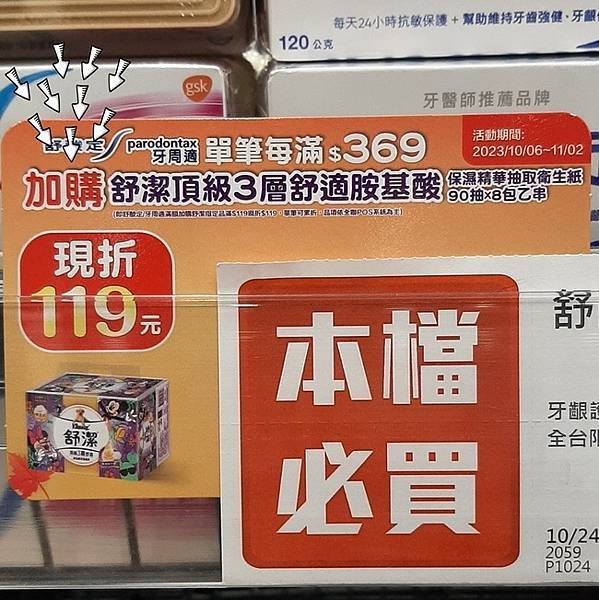 每天24小時抗敏保護+幫助維持牙齒強健、牙齦
120公克
gsk
牙醫師推薦品牌
parodontax
牙周適
單筆每滿$369
活動期間:
2023/10/06~11/02
加購
舒潔頂級3層舒適胺基酸
保濕精華抽取衛生紙
90抽x8包乙串
現折
119元
舒潔
本檔
必買
舒
牙齦護
全台限
10/24
2059
P1024